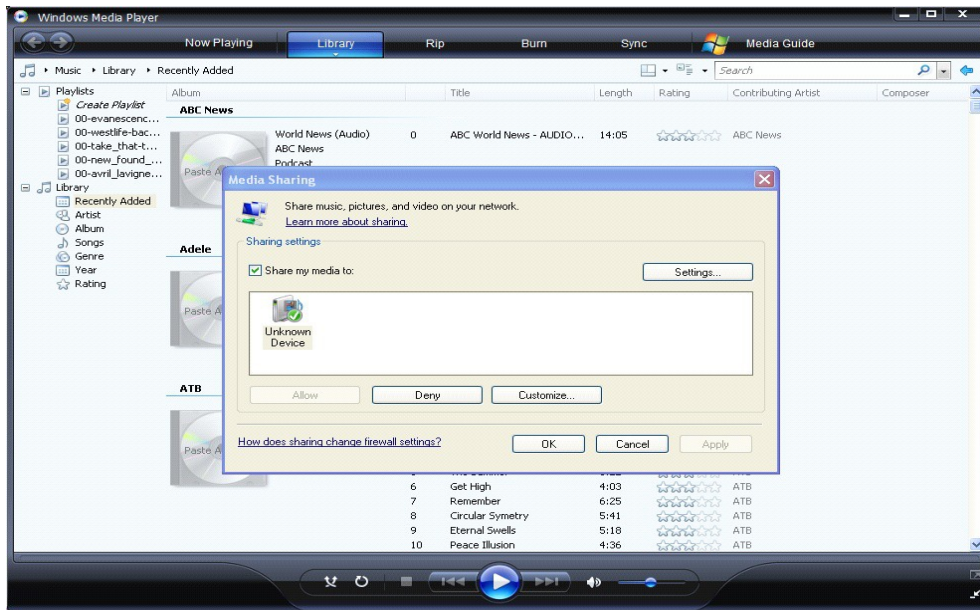 Windows Media Player
Now Playing
Library
Rip
Burn
Sync
Media Guide
Music
Library
Recently Added
Search
Playlists
Create Playlist
00-evanescenc...
00-westlife-bac...
00-take_that-t...
00-new_found_...
00-avril_lavigne...
Library
Recently Added
Artist
Album
Songs
Genre
Year
Rating
Album
Title
Length
Rating
Contributing Artist
Composer
ABC News
World News (Audio)
ABC News
Podcast
0
ABC World News - AUDIO...
14:05
ABC News
Paste A
Adele
Paste A
ATB
Paste A
Media Sharing
Share music, pictures, and video on your network.
Learn more about sharing.
Sharing settings
Share my media to:
Settings...
Unknown
Device
Allow
Deny
Customize...
How does sharing change firewall settings?
OK
Cancel
Apply
6 Get High 4:03 ATB
7 Remember 6:25 ATB
8 Circular Symetry 5:41 ATB
9 Eternal Swells 5:18 ATB
10 Peace Illusion 4:36 ATB